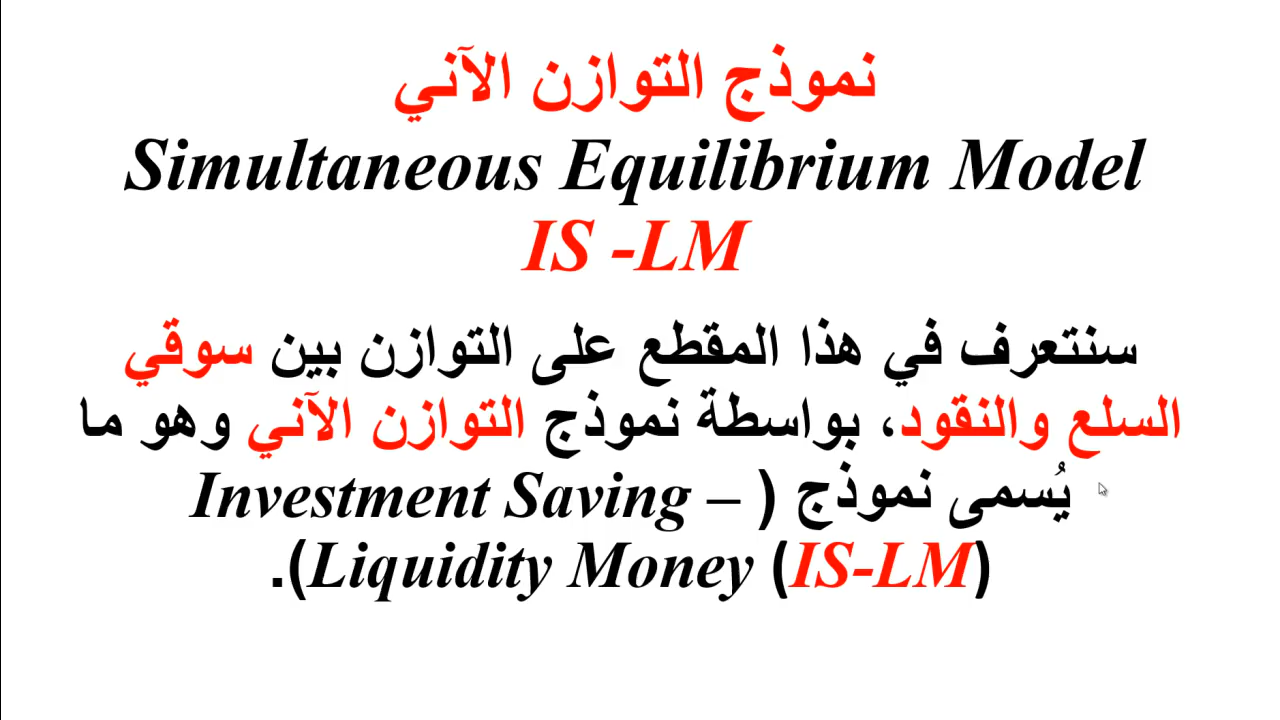 نموذج التوازن الآني
Simultaneous Equilibrium Model
IS -LM
سنتعرف في هذا المقطع على التوازن بين سوقي
السلع والنقود، بواسطة نموذج التوازن الآني وهو ما
يُسمى نموذج ( Investment Saving –
Liquidity Money (IS-LM)).